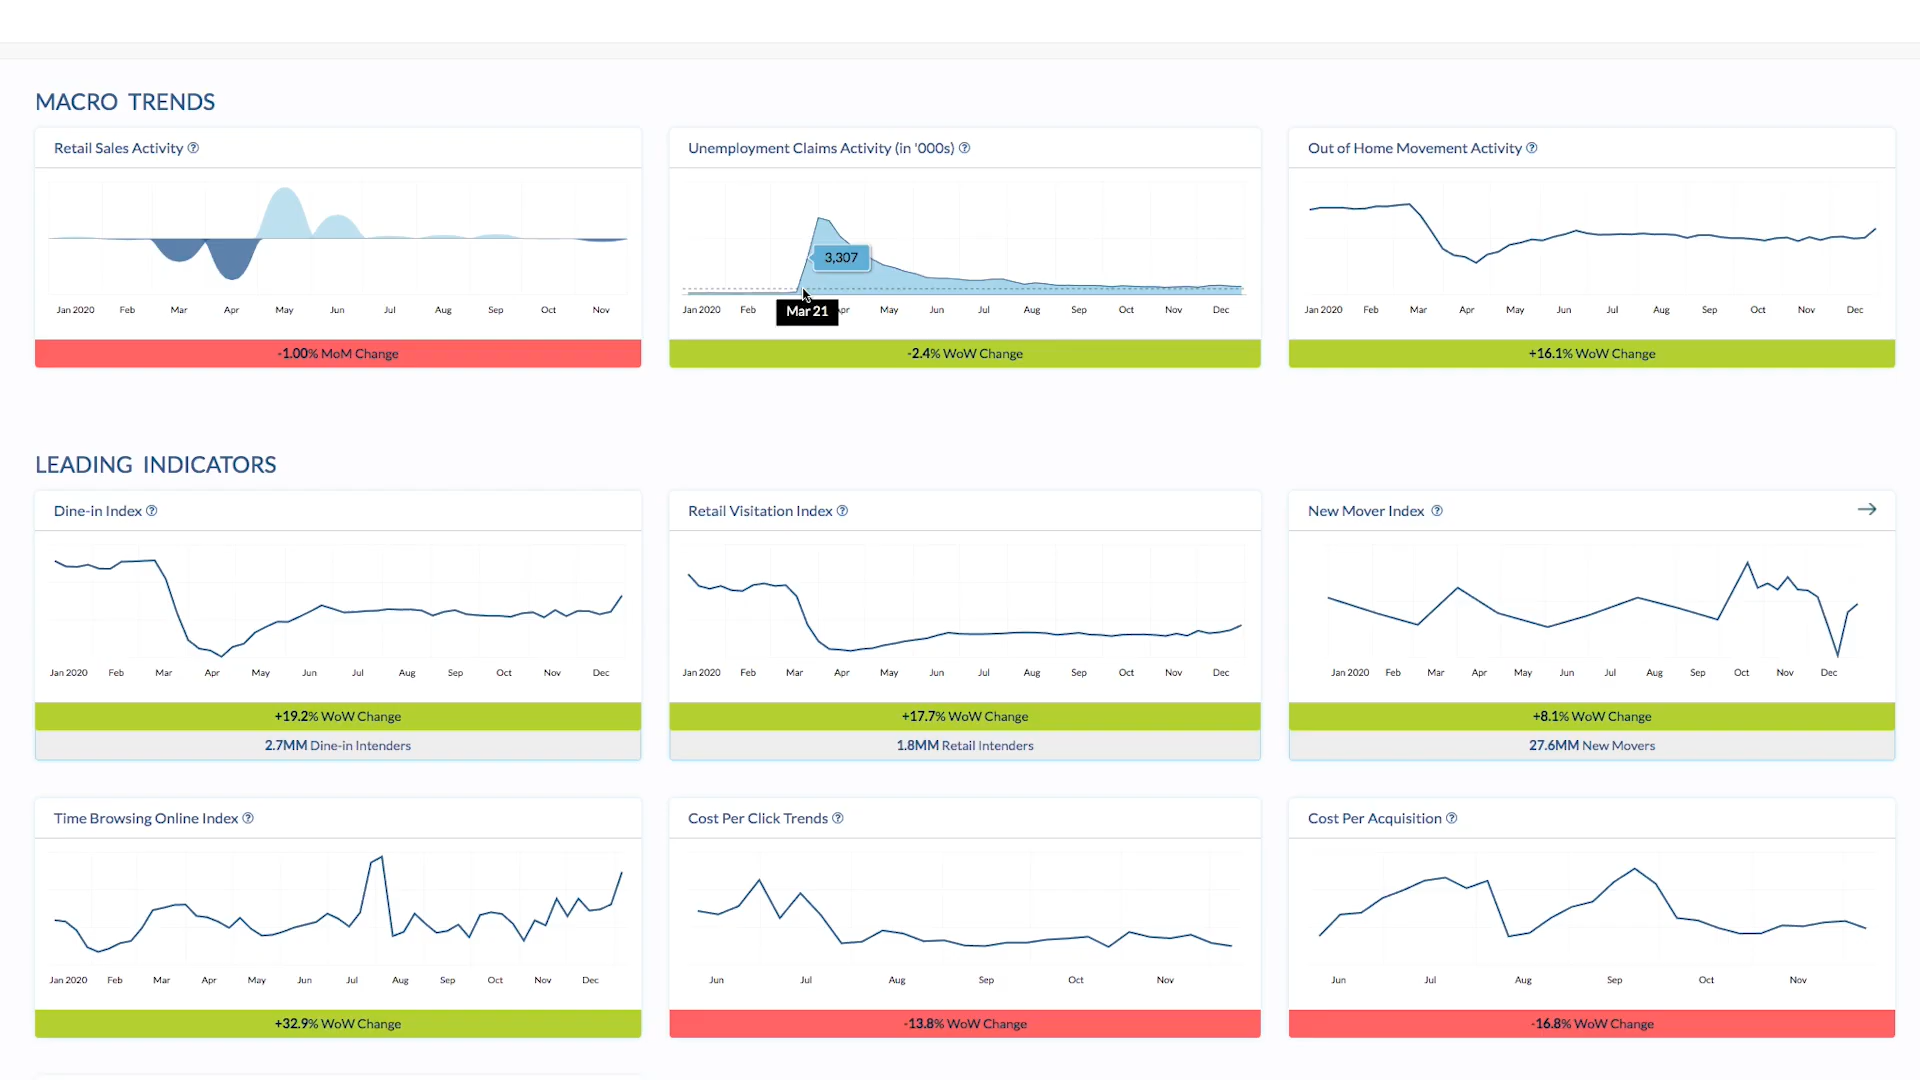 MACRO TRENDS
Retail Sales Activity ?
Jan 2020 Feb Mar Apr May Jun Jul Aug Sep Oct Nov
-1.00% MoM Change
Unemployment Claims Activity (in '000s) ?
3,307
Jan 2020 Feb Mar 21 pr May Jun Jul Aug Sep Oct Nov Dec
-2.4% WoW Change
Out of Home Movement Activity ?
Jan 2020 Feb Mar Apr May Jun Jul Aug Sep Oct Nov Dec
+16.1% WoW Change
LEADING INDICATORS
Dine-in Index ?
Jan 2020 Feb Mar Apr May Jun Jul Aug Sep Oct Nov Dec
+19.2% WoW Change
2.7MM Dine-in Intenders
Retail Visitation Index ?
Jan 2020 Feb Mar Apr May Jun Jul Aug Sep Oct Nov Dec
+17.7% WoW Change
1.8MM Retail Intenders
New Mover Index ?
Jan 2020 Feb Mar Apr May Jun Jul Aug Sep Oct Nov Dec
+8.1% WoW Change
27.6MM New Movers
Time Browsing Online Index ?
Jan 2020 Feb Mar Apr May Jun Jul Aug Sep Oct Nov Dec
+32.9% WoW Change
Cost Per Click Trends ?
Jun Jul Aug Sep Oct Nov
-13.8% WoW Change
Cost Per Acquisition ?
Jun Jul Aug Sep Oct Nov
-16.8% WoW Change